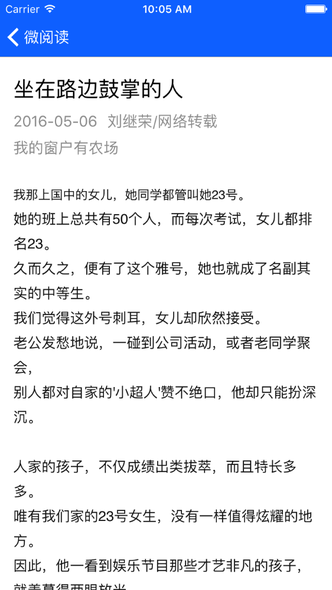 Carrier 10:05 AM
微阅读
坐在路边鼓掌的人
2016-05-06 刘继荣/网络转载
我的窗户有农场
我那上国中的女儿，她同学都管叫她23号。
她的班上总共有50个人，而每次考试，女儿都排
名23。
久而久之，便有了这个雅号，她也就成了名副其
实的中等生。
我们觉得这外号刺耳，女儿却欣然接受。
老公发愁地说，一碰到公司活动，或者老同学聚
会，
别人都对自家的'小超人'赞不绝口，他却只能扮深
沉。
人家的孩子，不仅成绩出类拔萃，而且特长多
多。
唯有我们家的23号女生，没有一样值得炫耀的地
方。
因此，他一看到娱乐节目那些才艺非凡的孩子，
就羡慕得两眼放光